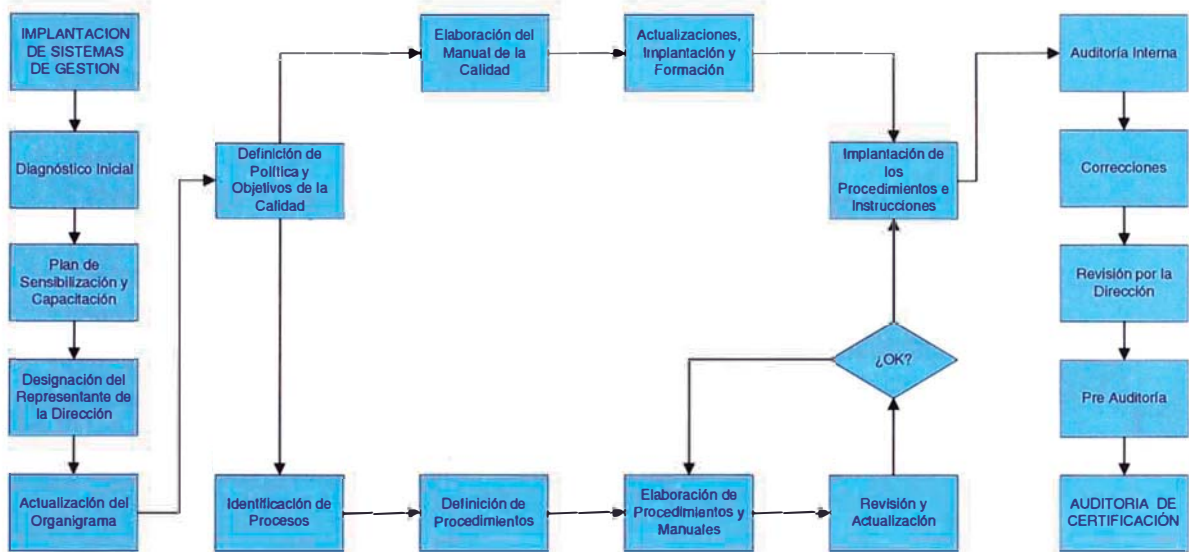 IMPLANTACION
DE SISTEMAS
DE GESTION
Diagnóstico Inicial
Plan de
Sensibilización y
Capacitación
Designación del
Representante de
la Dirección
Actualización del
Organigrama
Definición de
Política y
Objetivos de la
Calidad
Elaboración del
Manual de la
Calidad
Actualizaciones,
Implantación y
Formación
Identificación de
Procesos
Definición de
Procedimientos
Elaboración de
Procedimientos y
Manuales
Revisión y
Actualización
¿OK?
Implantación de
los
Procedimientos e
Instrucciones
Auditoría Interna
Correcciones
Revisión por la
Dirección
Pre Auditoría
AUDITORIA DE
CERTIFICACIÓN